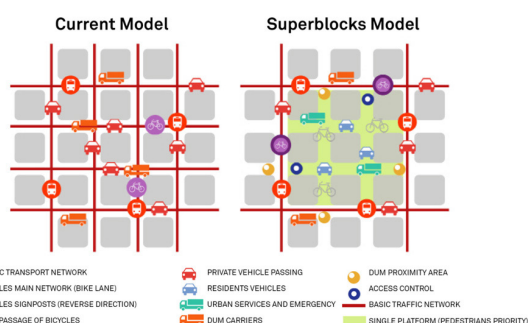 Current Model
Superblocks Model
C TRANSPORT NETWORK
LES MAIN NETWORK (BIKE LANE)
LES SIGNPOSTS (REVERSE DIRECTION)
PASSAGE OF BICYCLES
PRIVATE VEHICLE PASSING
RESIDENTS VEHICLES
URBAN SERVICES AND EMERGENCY
DUM CARRIERS
DUM PROXIMITY AREA
ACCESS CONTROL
BASIC TRAFFIC NETWORK
SINGLE PLATFORM (PEDESTRIANS PRIORITY)